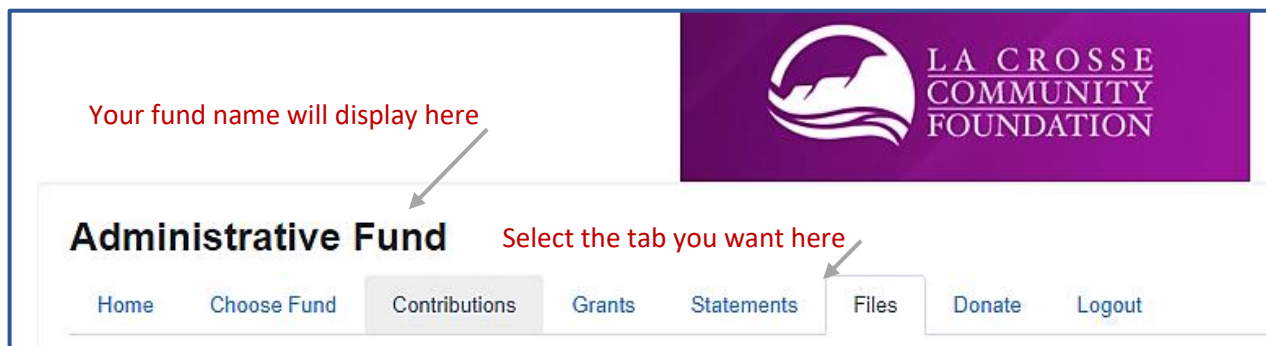 LA CROSSE
COMMUNITY
FOUNDATION
Your fund name will display here
Administrative Fund
Select the tab you want here
Home Choose Fund Contributions Grants Statements Files Donate Logout